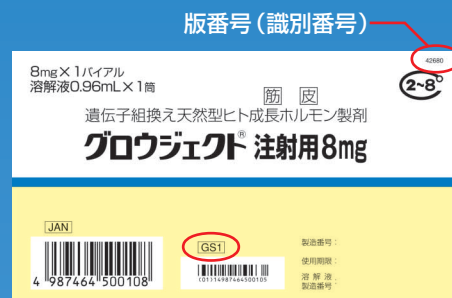 版番号(識別番号)
42680
8mg×1バイアル
溶解液0.96mL×1筒
2~8°
筋 皮
遺伝子組換え天然型ヒト成長ホルモン製剤
グロウジェクト® 注射用8mg
JAN
4 987464 500108
GS1
(01)14987464500105
製造番号:
使用期限:
溶解液
製造番号: